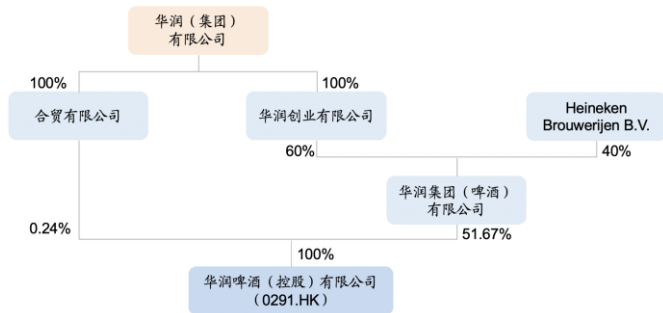 华润（集团）
有限公司
100%
100%
合贸有限公司
华润创业有限公司
Heineken
Brouwerijen B.V.
60%
40%
华润集团（啤酒）
有限公司
0.24%
51.67%
100%
华润啤酒（控股）有限公司
（0291.HK）